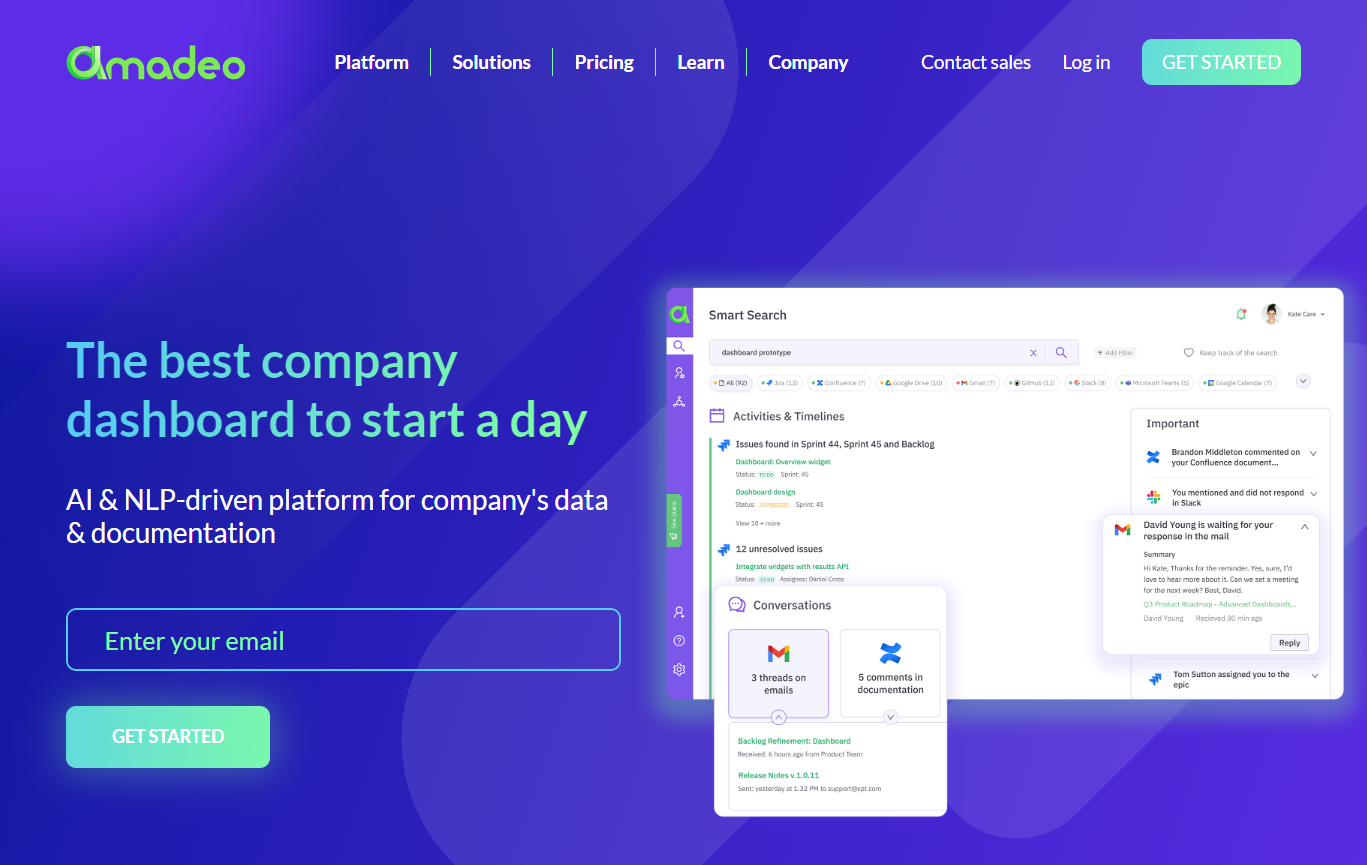 amadeo
Platform
Solutions
Pricing
Learn
Company
Contact sales
Log in
GET STARTED
The best company
dashboard to start a day
AI & NLP-driven platform for company's data
& documentation
Enter your email
GET STARTED
Smart Search
Kate Care
dashboard prototype
Add Filter
Keep track of the search
All (92)
Jira (12)
Confluence (7)
Google Drive (10)
Gmail (7)
GitHub (12)
Slack (8)
Microsoft Teams (5)
Google Calendar (7)
See plans
Activities & Timelines
Issues found in Sprint 44, Sprint 45 and Backlog
Dashboard: Overview widget
Status: TO DO Sprint: 45
Dashboard design
Status: IN PROCESS Sprint: 45
View 10 + more
12 unresolved issues
Integrate widgets with results API
Status: TO DO Assignee: Daniel Cross
Conversations
3 threads on
emails
5 comments in
documentation
Backlog Refinement: Dashboard
Received: 6 hours ago from Product Team
Release Notes v.1.0.11
Sent: yesterday at 1.32 PM to support@spt.com
Important
Brandon Middleton commented on
your Confluence document...
You mentioned and did not respond
in Slack
David Young is waiting for your
response in the mail
Summary
Hi Kate, Thanks for the reminder. Yes, sure, I'd
love to hear more about it. Can we set a meeting
for the next week? Best, David.
Q3 Product Roadmap - Advanced Dashboards...
David Young Recieved 30 min ago
Reply
Tom Sutton assigned you to the
epic